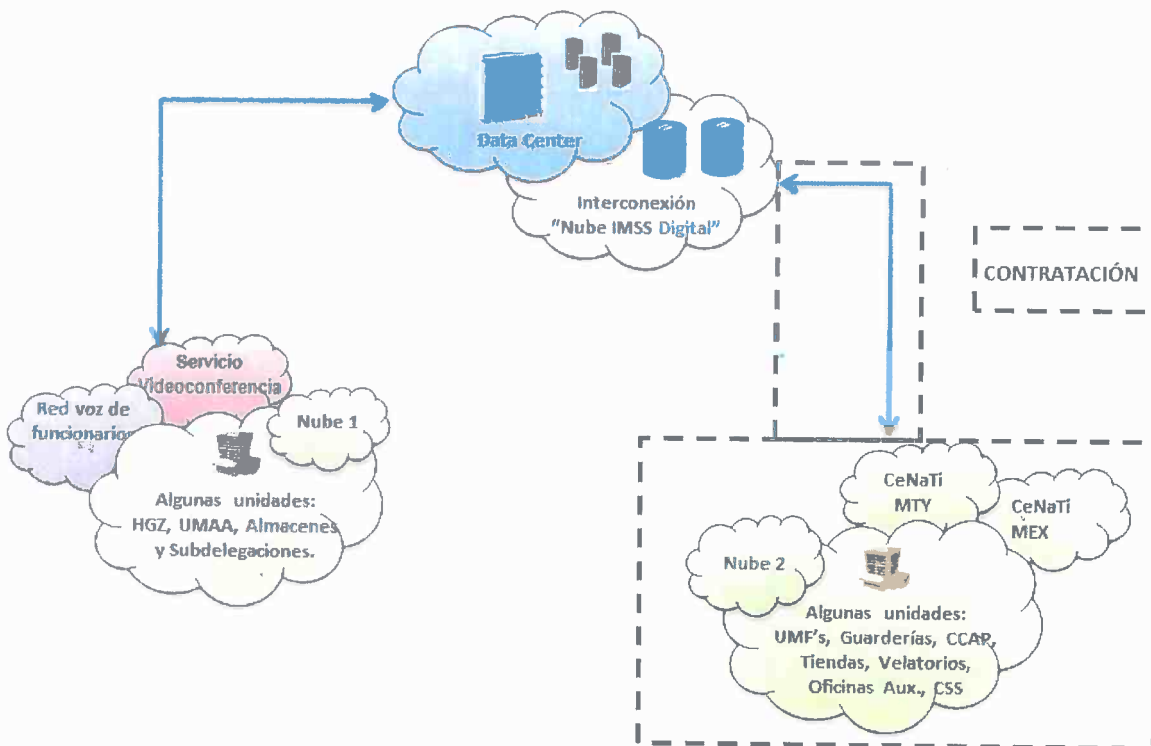 Data Center
Interconexión
"Nube IMSS Digital"
CONTRATACIÓN
Servicio
Videoconferencia
Red voz de
funcionarios
Nube 1
Algunas unidades:
HGZ, UMAA, Almacenes
y Subdelegaciones.
CeNaTi
MTY
CeNaTi
MEX
Nube 2
Algunas unidades:
UMF's, Guarderías, CCAP,
Tiendas, Velatorios,
Oficinas Aux., CSS